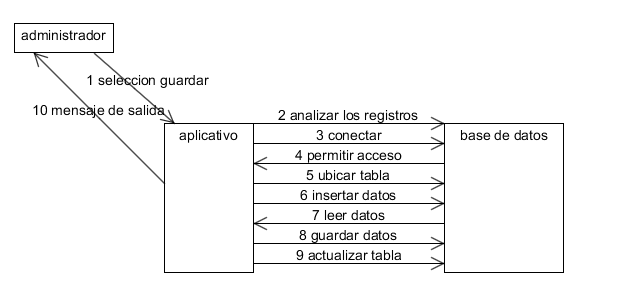 administrador
1 seleccion guardar
10 mensaje de salida
aplicativo
2 analizar los registros
base de datos
3 conectar
4 permitir acceso
5 ubicar tabla
6 insertar datos
7 leer datos
8 guardar datos
9 actualizar tabla